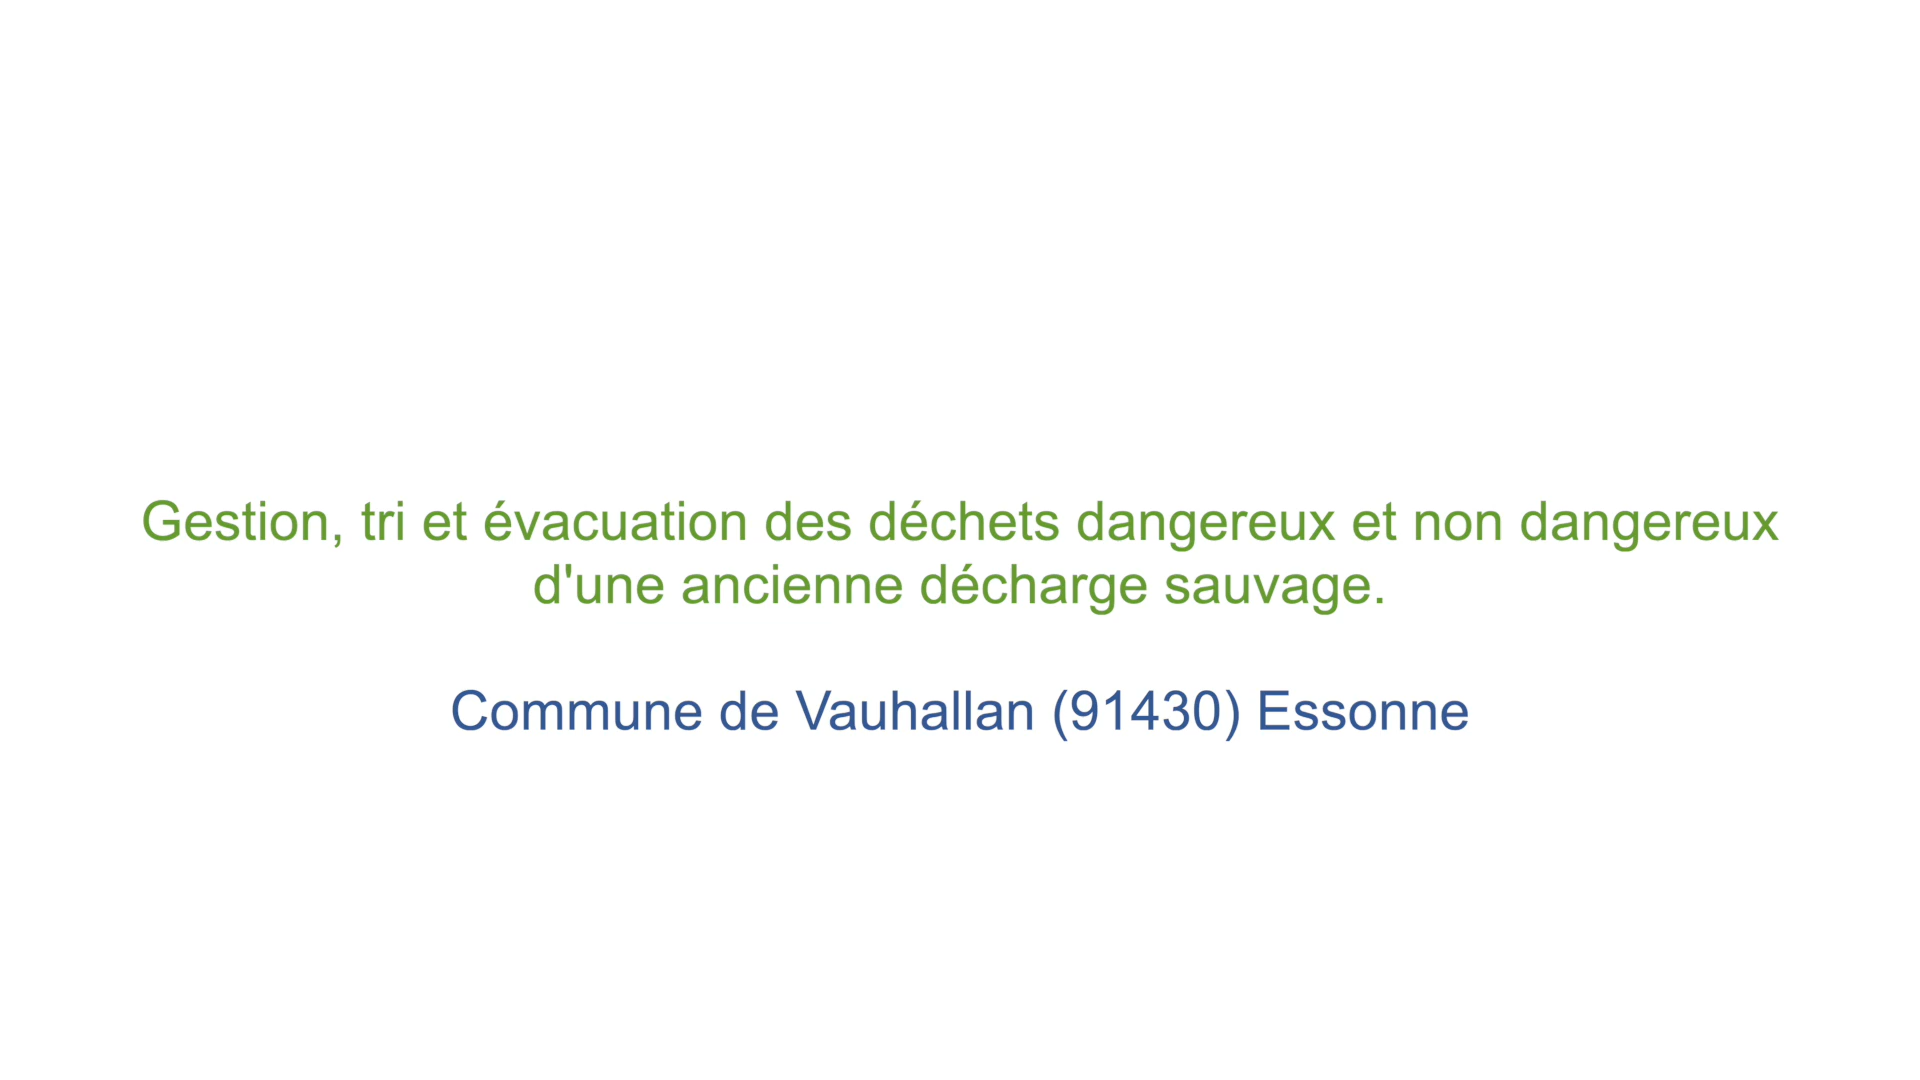 Gestion, tri et évacuation des déchets dangereux et non dangereux
d'une ancienne décharge sauvage.
Commune de Vauhallan (91430) Essonne